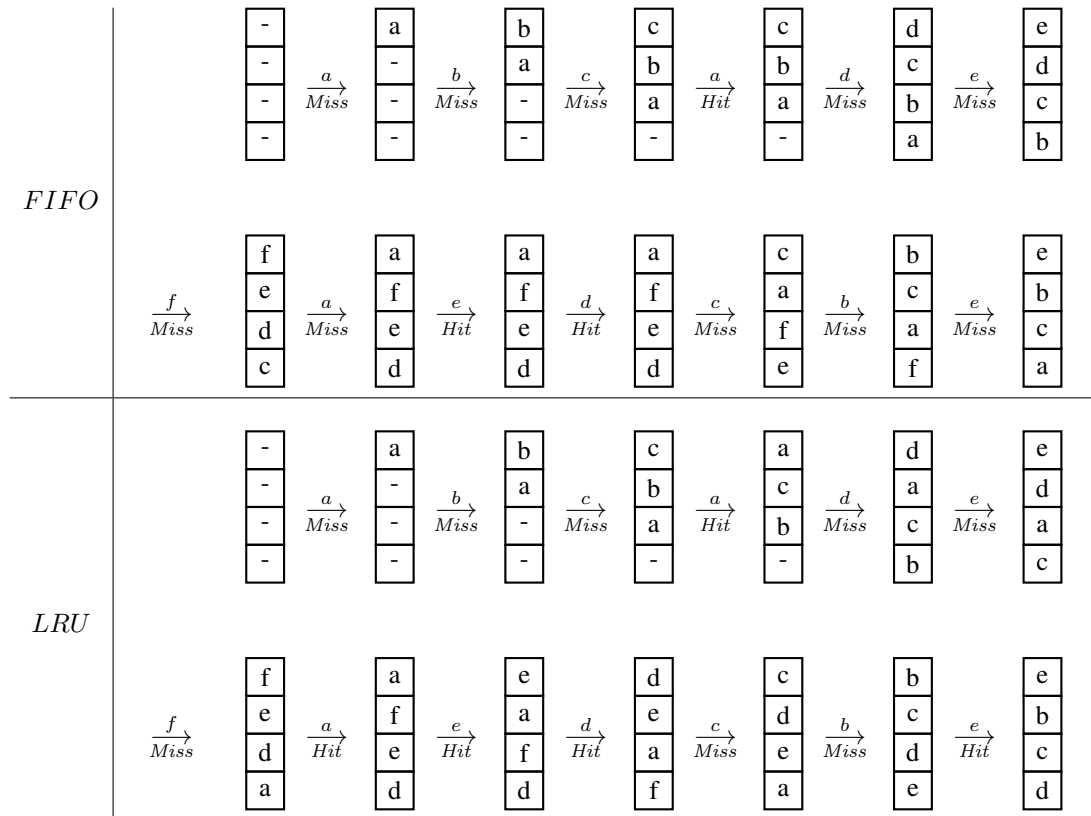 - a b c c d e
- - a b b c d
a b c a d e
Miss Miss Miss Hit Miss Miss
- - - a a b c
- - - - - a b
FIFO
f a a a c b e
e f f f a c b
f a e d c b e
Miss Miss Hit Hit Miss Miss Miss
d e e e f a c
c d d d e f a
- a b c a d e
- - a b c a d
a b c a d e
Miss Miss Miss Hit Miss Miss
- - - a b c a
- - - - - b c
LRU
f a e d c b e
e f a e d c b
f a e d c b e
Miss Hit Hit Hit Miss Miss Hit
d e f a e d c
a d d f a e d